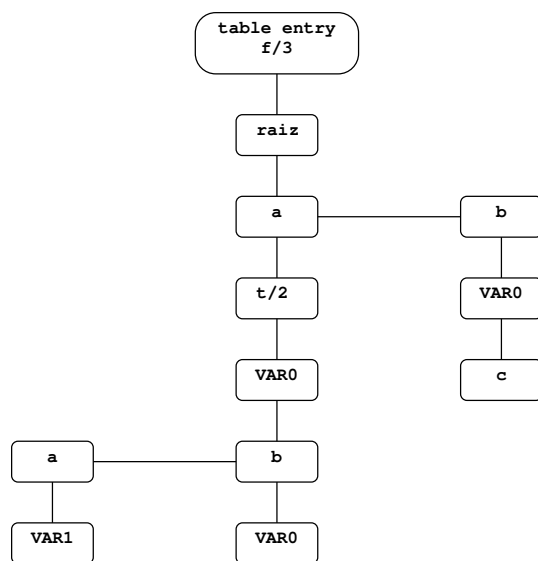 table entry
f/3
raiz
a
b
t/2
VAR0
VAR0
c
a
b
VAR1
VAR0